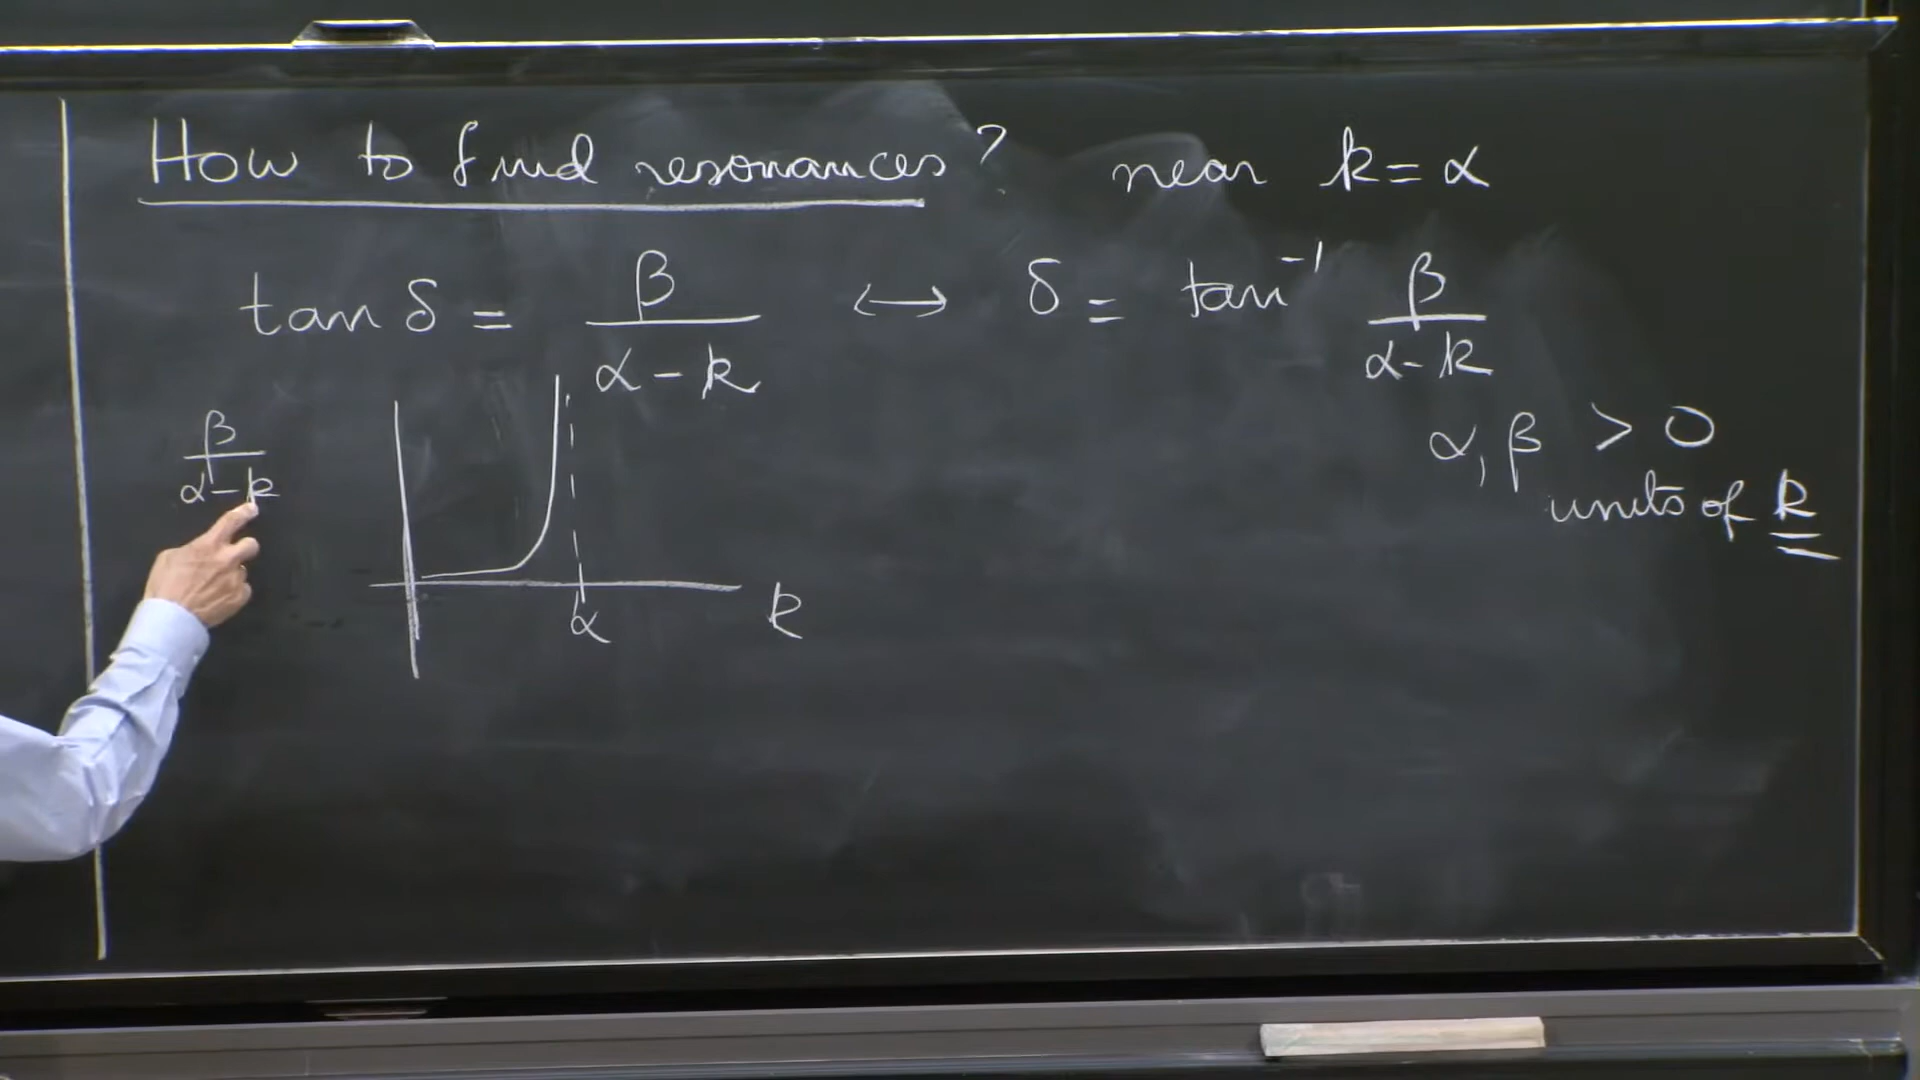 How to find resonances? near k = α
tan δ = β / (α - k) ↔ δ = tan⁻¹ β / (α - k)
α, β > 0
units of k
β / (α - k)
α
k